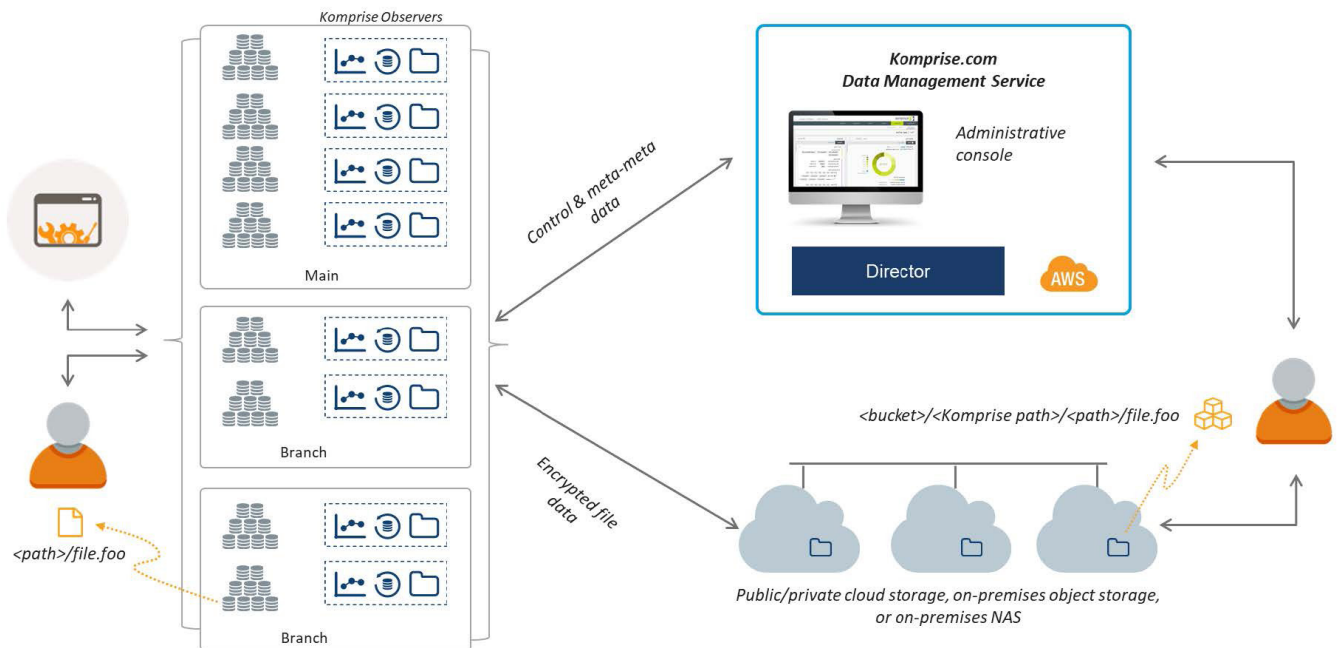 Komprise Observers
Main
Branch
Branch
<path>/file.foo
Control & meta-meta
data
Encrypted file
data
Komprise.com
Data Management Service
Administrative
console
Director
AWS
<bucket>/<Komprise path>/<path>/file.foo
Public/private cloud storage, on-premises object storage,
or on-premises NAS